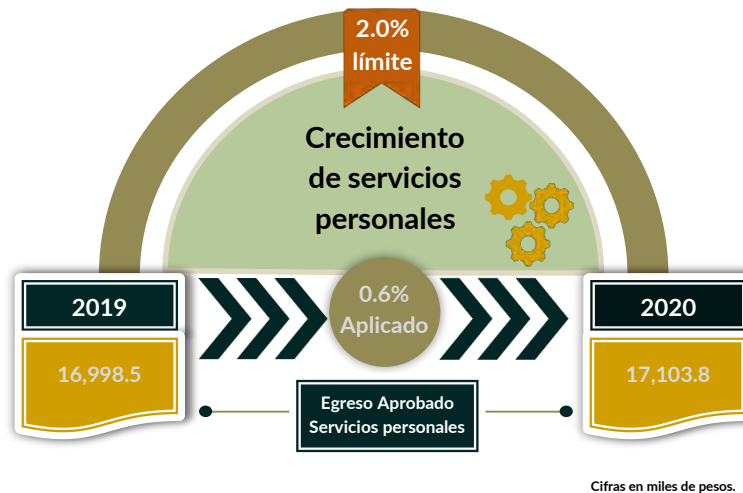 2.0%
límite
Crecimiento
de servicios
personales
2019
0.6%
Aplicado
2020
16,998.5
17,103.8
Egreso Aprobado
Servicios personales
Cifras en miles de pesos.